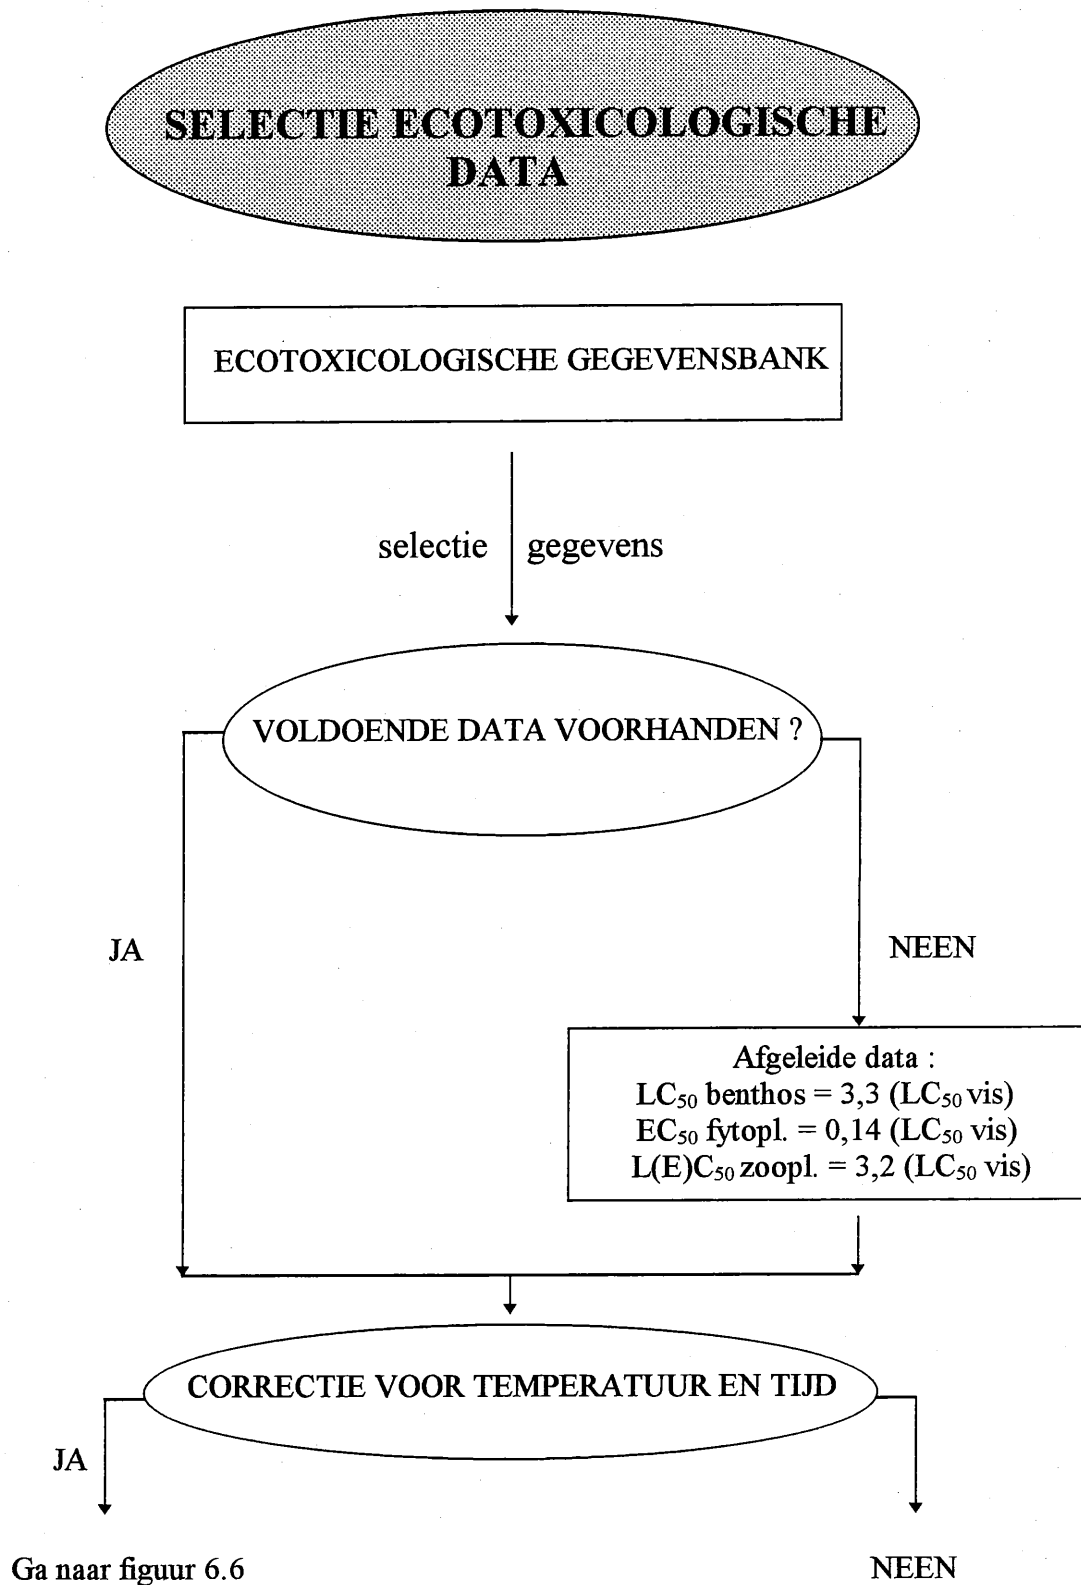 SELECTIE ECOTOXICOLOGISCHE
DATA
ECOTOXICOLOGISCHE GEGEVENSBANK
selectie gegevens
VOLDOENDE DATA VOORHANDEN ?
JA
NEEN
Afgeleide data :
LC₅₀ benthos = 3,3 (LC₅₀ vis)
EC₅₀ fytopl. = 0,14 (LC₅₀ vis)
L(E)C₅₀ zoopl. = 3,2 (LC₅₀ vis)
CORRECTIE VOOR TEMPERATUUR EN TIJD
JA
Ga naar figuur 6.6
NEEN